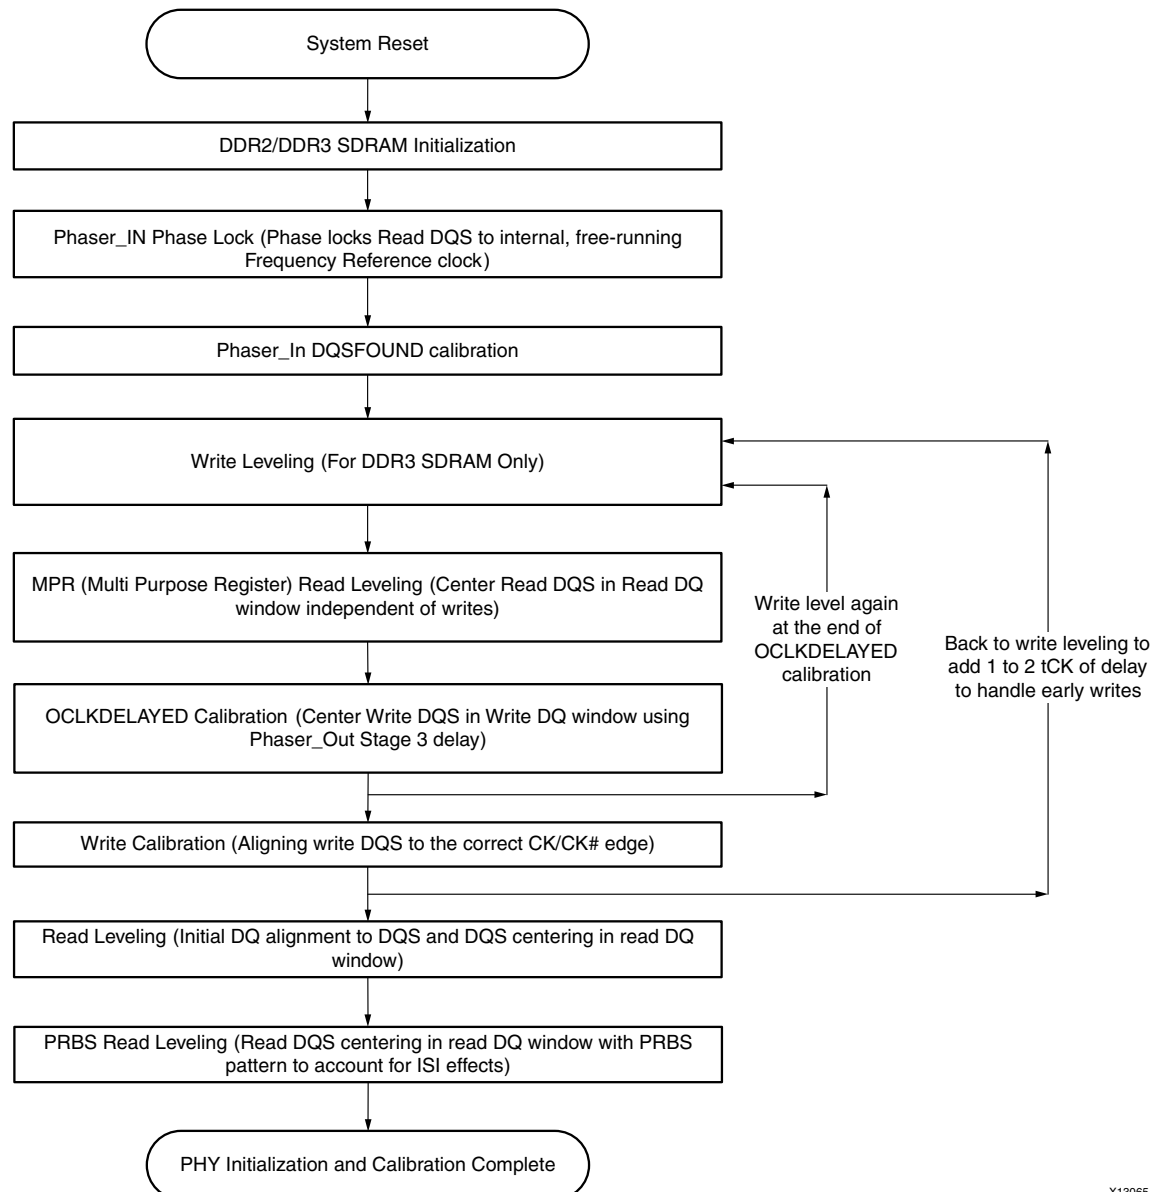 System Reset
DDR2/DDR3 SDRAM Initialization
Phaser_IN Phase Lock (Phase locks Read DQS to internal, free-running
Frequency Reference clock)
Phaser_In DQSFOUND calibration
Write Leveling (For DDR3 SDRAM Only)
MPR (Multi Purpose Register) Read Leveling (Center Read DQS in Read DQ
window independent of writes)
Write level again
at the end of
OCLKDELAYED
calibration
Back to write leveling to
add 1 to 2 tCK of delay
to handle early writes
OCLKDELAYED Calibration (Center Write DQS in Write DQ window using
Phaser_Out Stage 3 delay)
Write Calibration (Aligning write DQS to the correct CK/CK# edge)
Read Leveling (Initial DQ alignment to DQS and DQS centering in read DQ
window)
PRBS Read Leveling (Read DQS centering in read DQ window with PRBS
pattern to account for ISI effects)
PHY Initialization and Calibration Complete